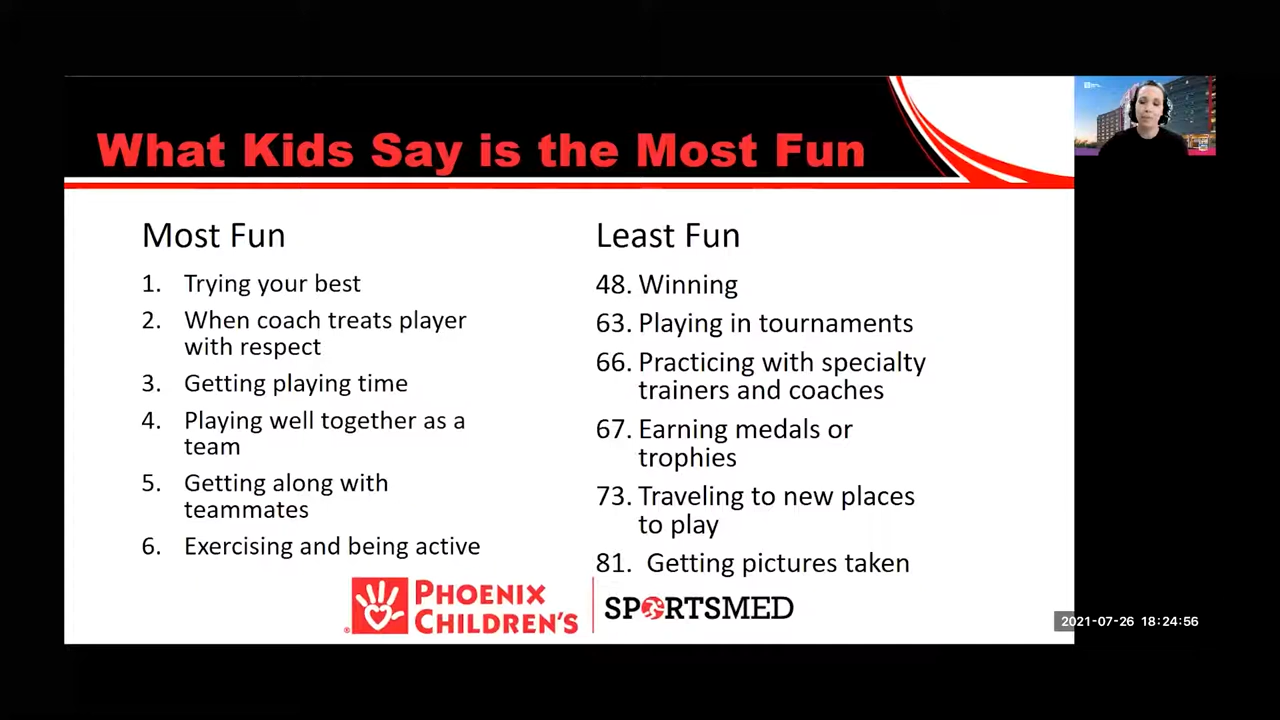 What Kids Say is the Most Fun
Most Fun
1. Trying your best
2. When coach treats player
with respect
3. Getting playing time
4. Playing well together as a
team
5. Getting along with
teammates
6. Exercising and being active
Least Fun
48. Winning
63. Playing in tournaments
66. Practicing with specialty
trainers and coaches
67. Earning medals or
trophies
73. Traveling to new places
to play
81. Getting pictures taken
PHOENIX
CHILDREN'S
SPORTSMED
2021-07-26 18:24:56